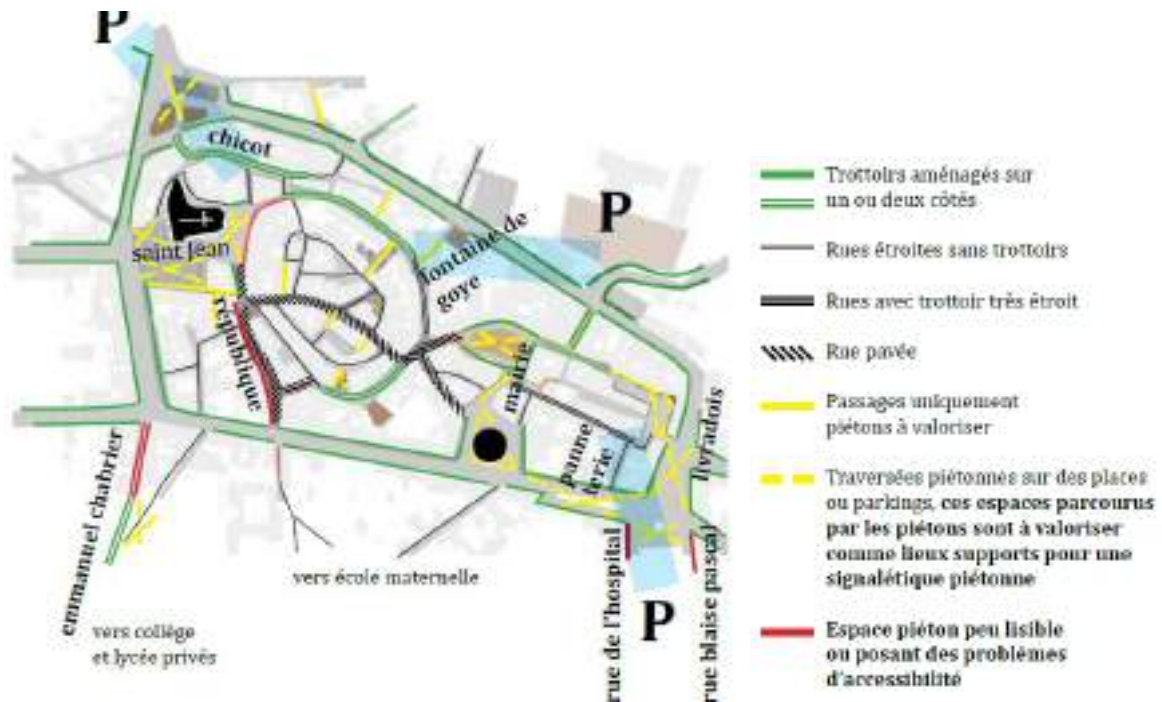 P
chicot
P
saint Jean
fontaine de
goye
republique
mairie
panne
terie
livradois
emmanuel chabrier
vers école maternelle
vers collège
et lycée privés
rue de l'hospital
P
rue blaise pascal
Trottoirs aménagés sur
un ou deux côtés
Rues étroites sans trottoirs
Rues avec trottoir très étroit
Rue pavée
Passages uniquement
piétons à valoriser
Traversées piétonnes sur des places
ou parkings, ces espaces parcourus
par les piétons sont à valoriser
comme lieux supports pour une
signalétique piétonne
Espace piéton peu lisible
ou posant des problèmes
d'accessibilité